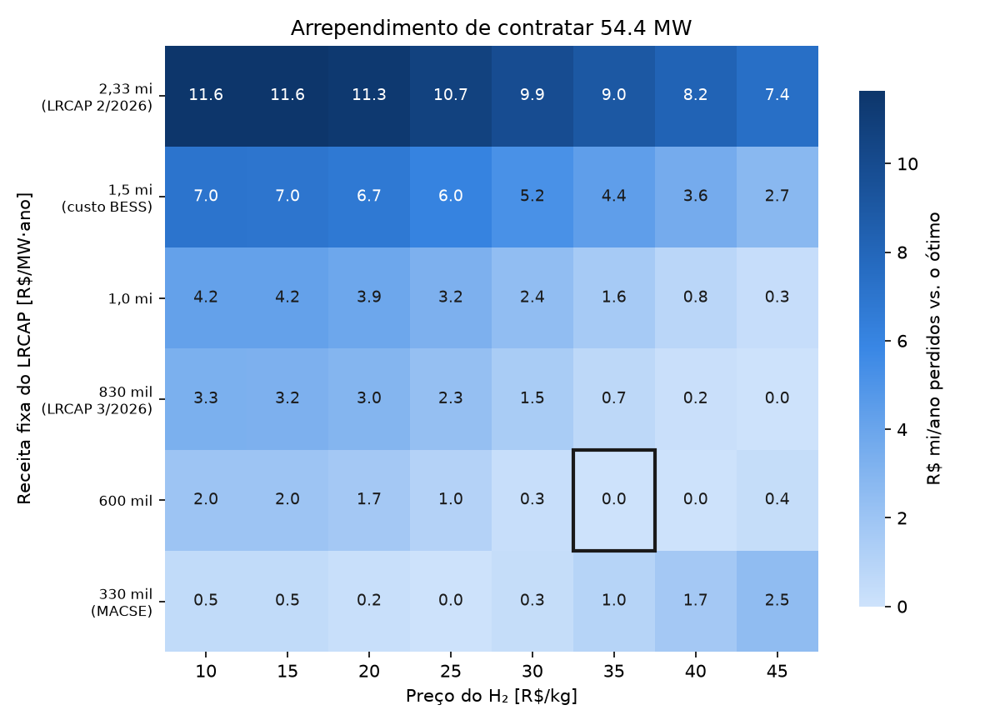 Arrependimento de contratar 54.4 MW
Receita fixa do LRCAP [R$/MW·ano]
2,33 mi
(LRCAP 2/2026)
11.6 11.6 11.3 10.7 9.9 9.0 8.2 7.4
1,5 mi
(custo BESS)
7.0 7.0 6.7 6.0 5.2 4.4 3.6 2.7
1,0 mi
4.2 4.2 3.9 3.2 2.4 1.6 0.8 0.3
830 mil
(LRCAP 3/2026)
3.3 3.2 3.0 2.3 1.5 0.7 0.2 0.0
600 mil
2.0 2.0 1.7 1.0 0.3 0.0 0.0 0.4
330 mil
(MACSE)
0.5 0.5 0.2 0.0 0.3 1.0 1.7 2.5
10 15 20 25 30 35 40 45
Preço do H₂ [R$/kg]
10
8
6
4
2
0
R$ mi/ano perdidos vs. o ótimo